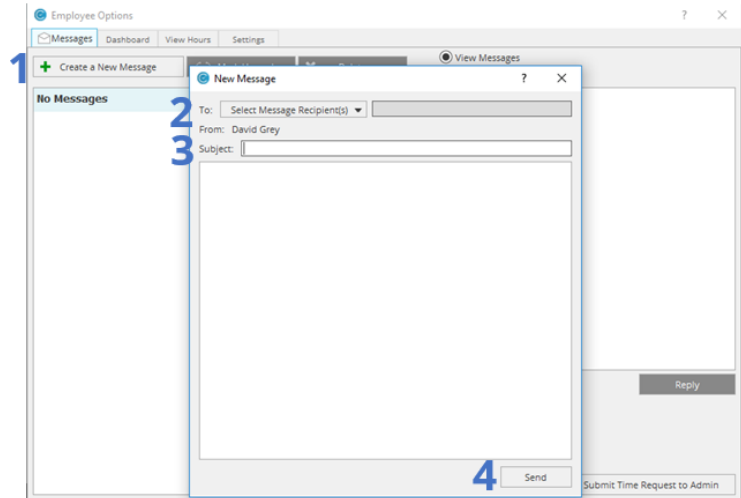 Employee Options
Messages Dashboard View Hours Settings
1 Create a New Message
View Messages
No Messages
New Message
2 To: Select Message Recipient(s)
From: David Grey
3 Subject:
Reply
4 Send
Submit Time Request to Admin